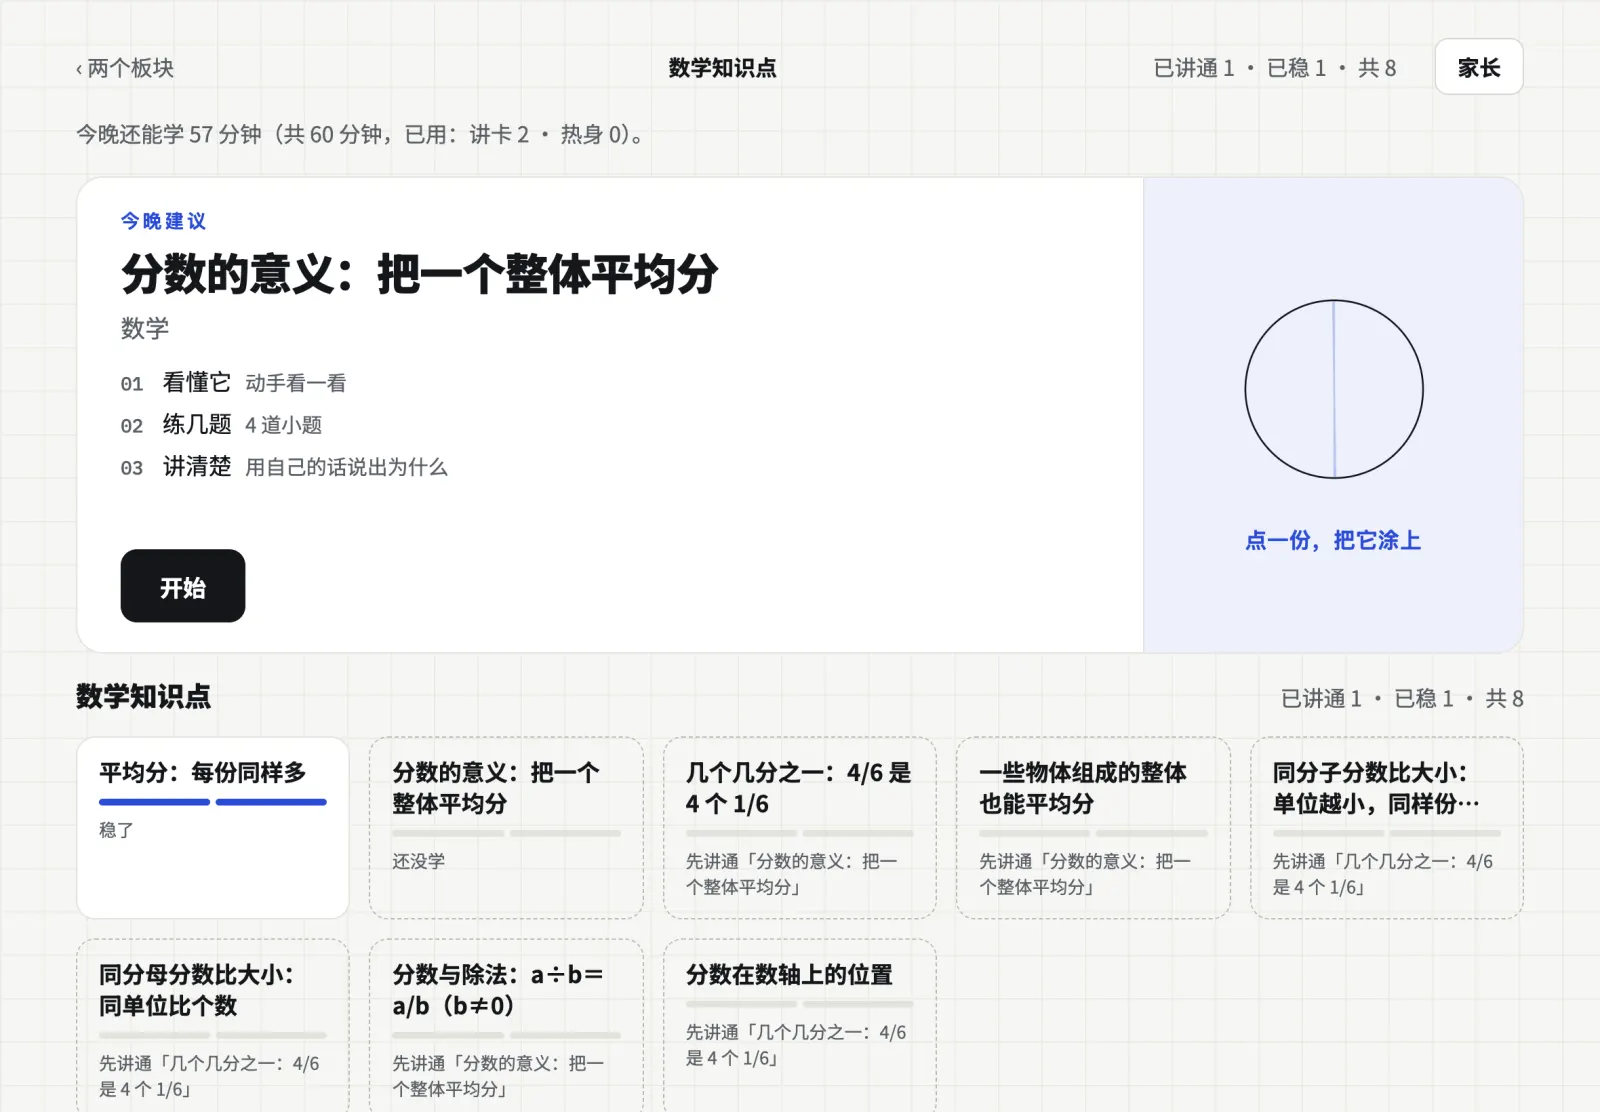 ‹ 两个板块
数学知识点
已讲通 1 · 已稳 1 · 共 8
家长
今晚还能学 57 分钟（共 60 分钟，已用：讲卡 2 · 热身 0）。
今晚建议
分数的意义：把一个整体平均分
数学
01 看懂它 动手看一看
02 练几题 4 道小题
03 讲清楚 用自己的话说出为什么
开始
点一份，把它涂上
数学知识点
已讲通 1 · 已稳 1 · 共 8
平均分：每份同样多
稳了
分数的意义：把一个
整体平均分
还没学
几个几分之一：4/6 是
4 个 1/6
先讲通「分数的意义：把一
个整体平均分」
一些物体组成的整体
也能平均分
先讲通「分数的意义：把一
个整体平均分」
同分子分数比大小：
单位越小，同样份…
先讲通「几个几分之一：4/6
是 4 个 1/6」
同分母分数比大小：
同单位比个数
先讲通「几个几分之一：4/6
是 4 个 1/6」
分数与除法：a÷b＝
a/b（b≠0）
先讲通「分数的意义：把一
个整体平均分」
分数在数轴上的位置
先讲通「几个几分之一：4/6
是 4 个 1/6」